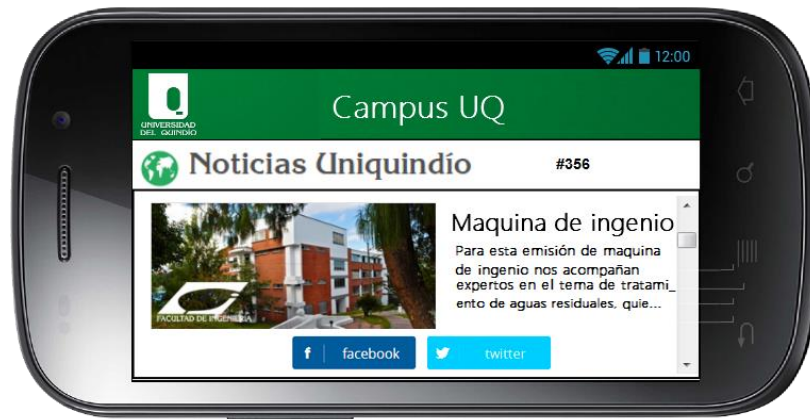 12:00
UNIVERSIDAD
DEL QUINDÍO
Campus UQ
Noticias Uniquindío
#356
Maquina de ingenio
Para esta emisión de maquina
de ingenio nos acompañan
expertos en el tema de tratami_
ento de aguas residuales, quie...
FACULTAD DE INGENIERIA
f facebook
twitter